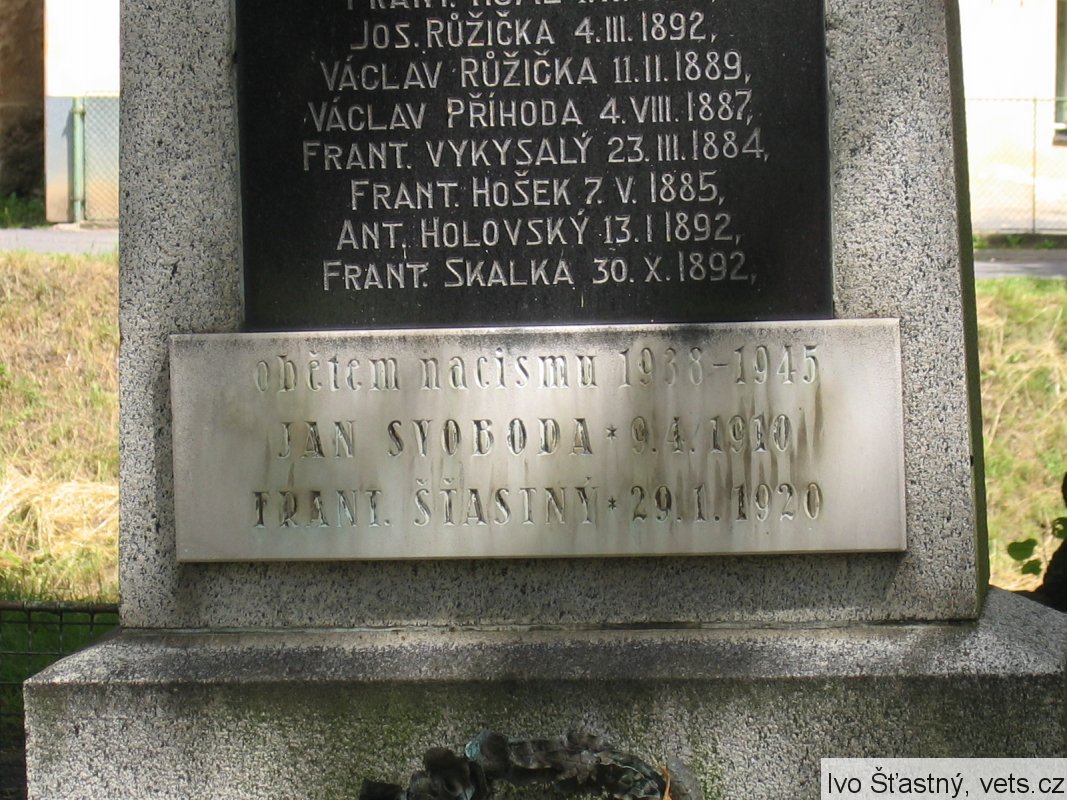 JOS. RŮŽIČKA 4. III. 1892,
VÁCLAV RŮŽIČKA 11. II. 1889,
VÁCLAV PŘÍHODA 4. VIII. 1887,
FRANT. VYKYSALÝ 23. III. 1884,
FRANT. HOŠEK 7. V. 1885,
ANT. HOLOVSKÝ 13. I 1892,
FRANT. SKALKA 30. X. 1892,
obětem nacismu 1938-1945
JAN SVOBODA * 9.4.1910
FRANT. ŠŤASTNÝ * 29.1.1920
Ivo Šťastný, vets.cz